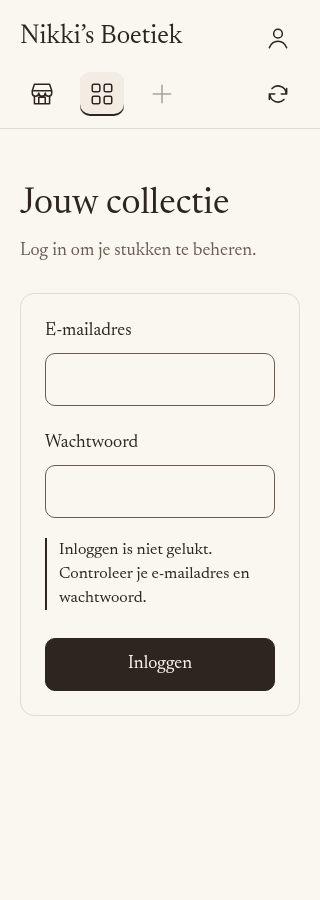 Nikki’s Boetiek
Jouw collectie
Log in om je stukken te beheren.
E-mailadres
Wachtwoord
Inloggen is niet gelukt.
Controleer je e-mailadres en
wachtwoord.
Inloggen